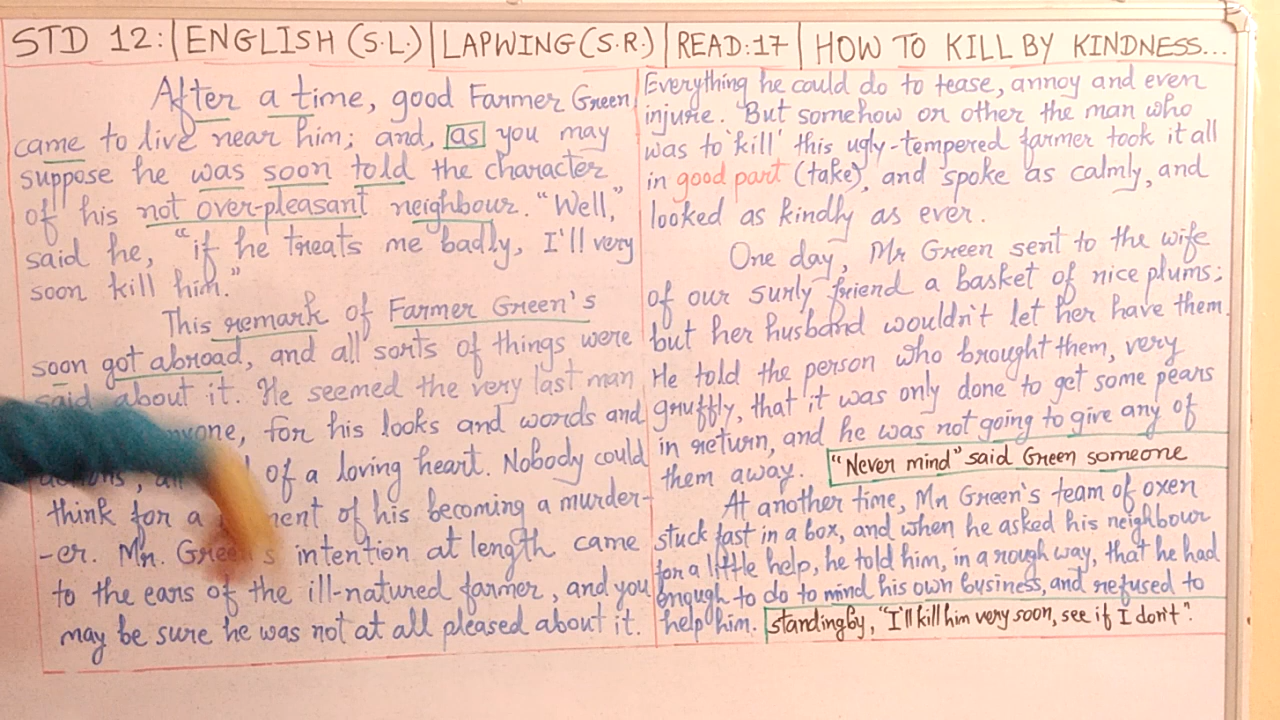 STD 12: | ENGLISH (S.L.) | LAPWING (S.R.) | READ:17 | HOW TO KILL BY KINDNESS...
After a time, good Farmer Green
came to live near him; and, as you may
suppose he was soon told the character
of his not over-pleasant neighbour. "Well,"
said he, "if he treats me badly, I'll very
soon kill him."
This remark of Farmer Green's
soon got abroad, and all sorts of things were
said about it. He seemed the very last man
for his looks and words and
of a loving heart. Nobody could
think for a of his becoming a murder-
-er. Mr. Green's intention at length came
to the ears of the ill-natured farmer, and you
may be sure he was not at all pleased about it.
Everything he could do to tease, annoy and even
injure. But somehow or other the man who
was to 'kill' this ugly-tempered farmer took it all
in good part (take), and spoke as calmly, and
looked as kindly as ever.
One day, Mr Green sent to the wife
of our surly friend a basket of nice plums;
but her husband wouldn't let her have them.
He told the person who brought them, very
gruffly, that it was only done to get some pears
in return, and he was not going to give any of
them away. "Never mind" said Green someone
At another time, Mr Green's team of oxen
stuck fast in a box, and when he asked his neighbour
for a little help, he told him, in a rough way, that he had
enough to do to mind his own business, and refused to
help him. standing by, "I'll kill him very soon, see if I don't".